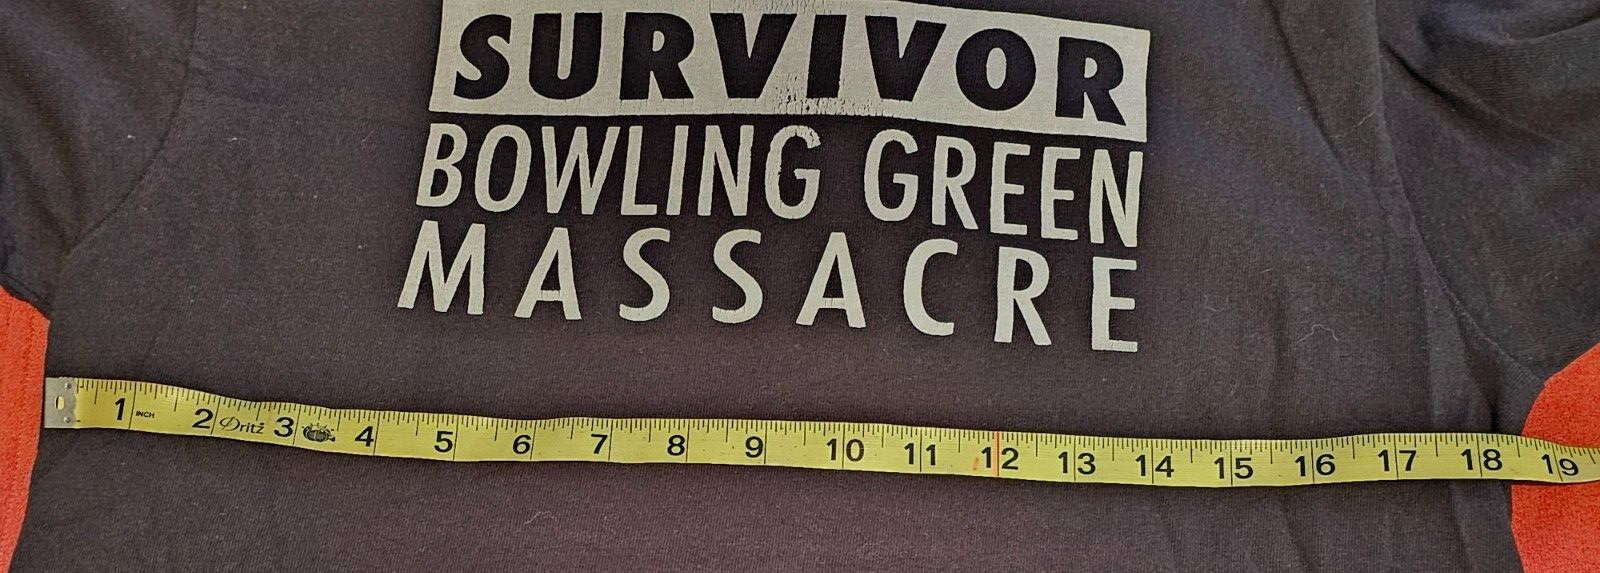 SURVIVOR
BOWLING GREEN
MASSACRE
1 INCH 2 Dritz 3 4 5 6 7 8 9 10 11 12 13 14 15 16 17 18 19